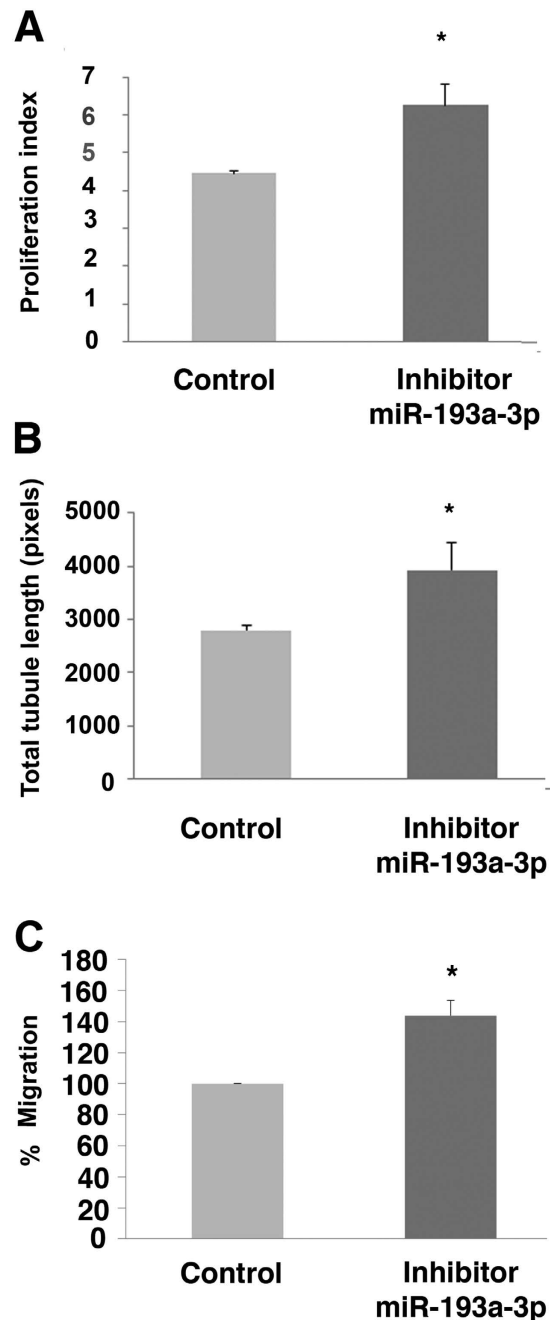 A
*
Proliferation index
7
6
5
4
3
2
1
0
Control
Inhibitor
miR-193a-3p
B
*
Total tubule length (pixels)
5000
4000
3000
2000
1000
0
Control
Inhibitor
miR-193a-3p
C
*
% Migration
180
160
140
120
100
80
60
40
20
0
Control
Inhibitor
miR-193a-3p